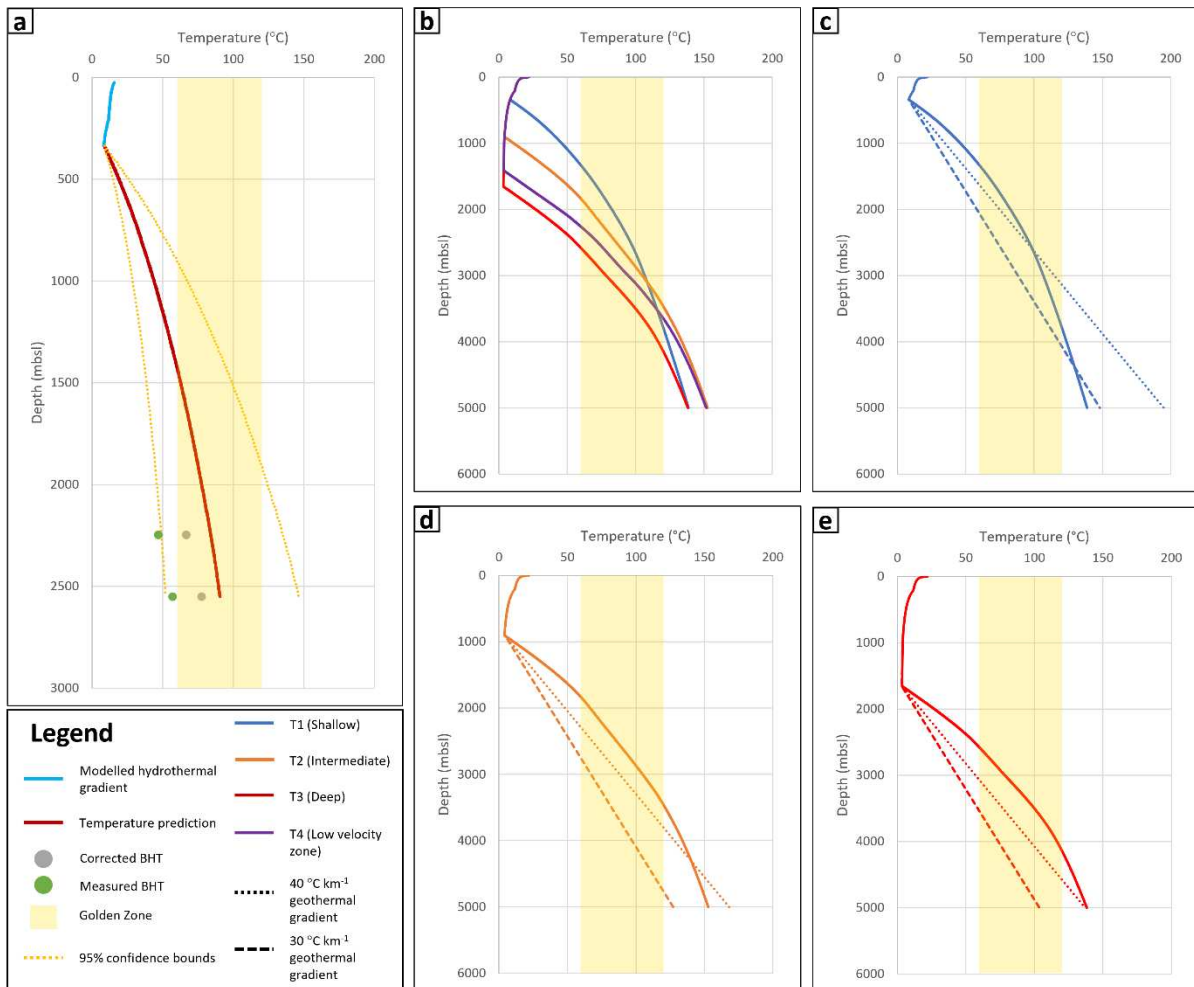 a
Temperature (°C)
0 50 100 150 200
0
500
1000
1500
2000
2500
3000
Depth (mbsl)
b
Temperature (°C)
0 50 100 150 200
0
1000
2000
3000
4000
5000
6000
Depth (mbsl)
c
Temperature (°C)
0 50 100 150 200
0
1000
2000
3000
4000
5000
6000
Depth (mbsl)
Legend
Modelled hydrothermal
gradient
Temperature prediction
Corrected BHT
Measured BHT
Golden Zone
95% confidence bounds
T1 (Shallow)
T2 (Intermediate)
T3 (Deep)
T4 (Low velocity
zone)
40 °C km⁻¹
geothermal
gradient
30 °C km⁻¹
geothermal
gradient
d
Temperature (°C)
0 50 100 150 200
0
1000
2000
3000
4000
5000
6000
Depth (mbsl)
e
Temperature (°C)
0 50 100 150 200
0
1000
2000
3000
4000
5000
6000
Depth (mbsl)